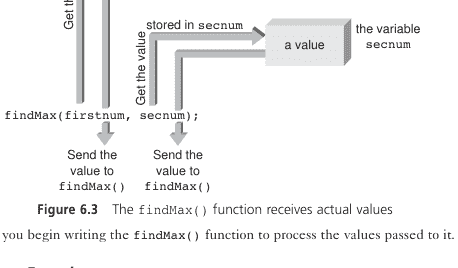 Get the
stored in secnum
Get the value
a value
the variable
secnum
findMax(firstnum, secnum);
Send the
value to
findMax()
Send the
value to
findMax()
Figure 6.3 The findMax() function receives actual values
you begin writing the findMax() function to process the values passed to it.